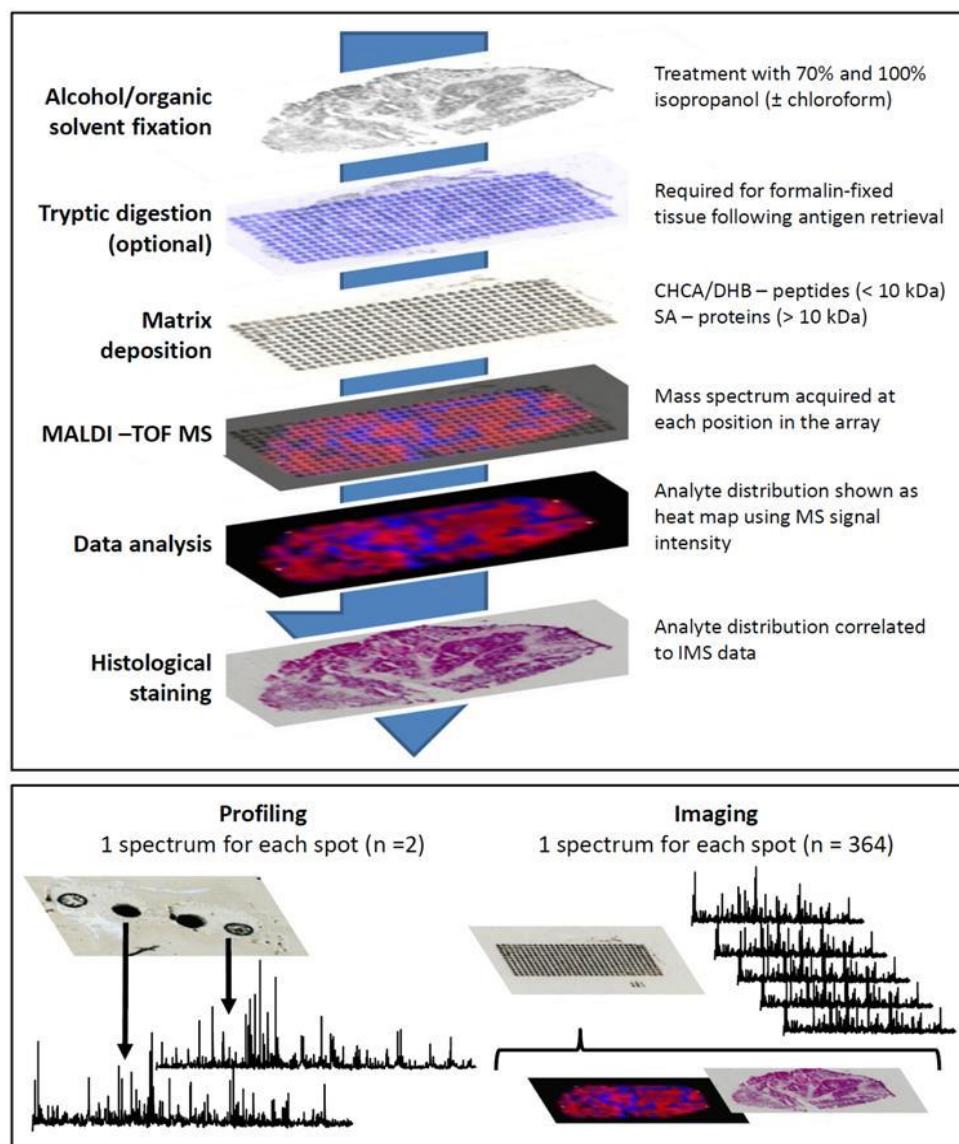 Alcohol/organic
solvent fixation
Treatment with 70% and 100%
isopropanol (± chloroform)
Tryptic digestion
(optional)
Required for formalin-fixed
tissue following antigen retrieval
Matrix
deposition
CHCA/DHB – peptides (< 10 kDa)
SA – proteins (> 10 kDa)
MALDI –TOF MS
Mass spectrum acquired at
each position in the array
Data analysis
Analyte distribution shown as
heat map using MS signal
intensity
Histological
staining
Analyte distribution correlated
to IMS data
Profiling
1 spectrum for each spot (n =2)
Imaging
1 spectrum for each spot (n = 364)